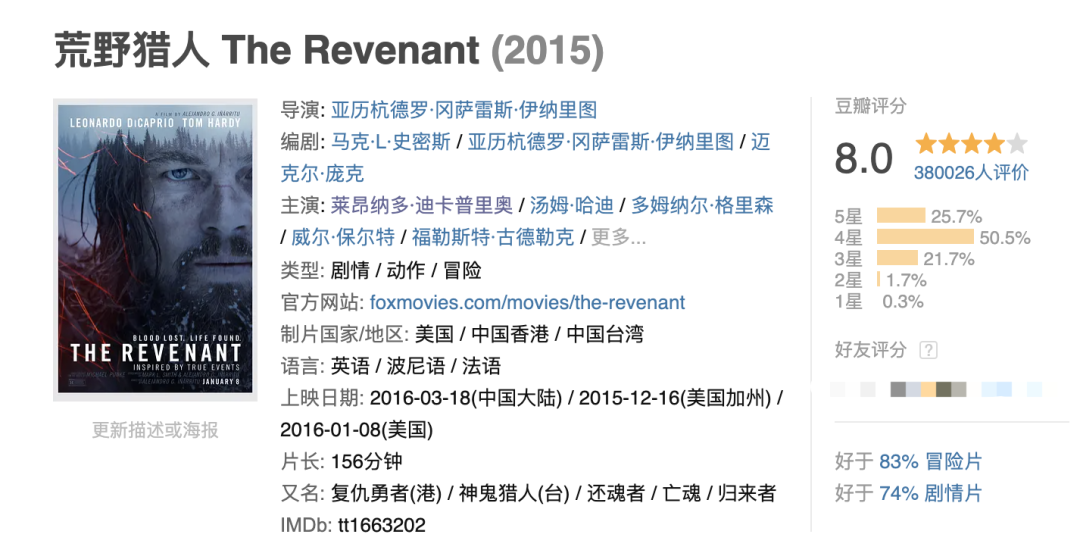 荒野猎人 The Revenant (2015)
A FILM BY ALEJANDRO G. IÑÁRRITU
LEONARDO DiCAPRIO TOM HARDY
BLOOD LOST. LIFE FOUND.
THE REVENANT
INSPIRED BY TRUE EVENTS
JANUARY 8
更新描述或海报
导演: 亚历杭德罗·冈萨雷斯·伊纳里图
编剧: 马克·L·史密斯 / 亚历杭德罗·冈萨雷斯·伊纳里图 / 迈
克尔·庞克
主演: 莱昂纳多·迪卡普里奥 / 汤姆·哈迪 / 多姆纳尔·格里森
/ 威尔·保尔特 / 福勒斯特·古德勒克 / 更多...
类型: 剧情 / 动作 / 冒险
官方网站: foxmovies.com/movies/the-revenant
制片国家/地区: 美国 / 中国香港 / 中国台湾
语言: 英语 / 波尼语 / 法语
上映日期: 2016-03-18(中国大陆) / 2015-12-16(美国加州) /
2016-01-08(美国)
片长: 156分钟
又名: 复仇勇者(港) / 神鬼猎人(台) / 还魂者 / 亡魂 / 归来者
IMDb: tt1663202
豆瓣评分
8.0
380026人评价
5星 25.7%
4星 50.5%
3星 21.7%
2星 1.7%
1星 0.3%
好友评分 ?
好于 83% 冒险片
好于 74% 剧情片